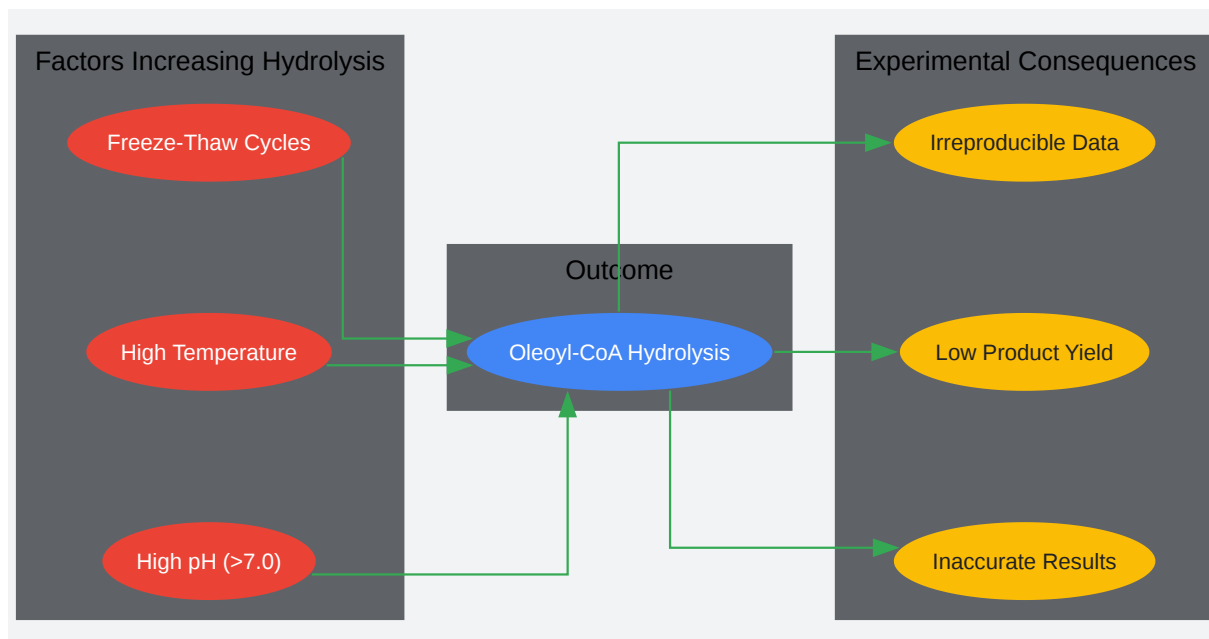 Factors Increasing Hydrolysis
Freeze-Thaw Cycles
High Temperature
High pH (>7.0)
Outcome
Oleoyl-CoA Hydrolysis
Experimental Consequences
Irreproducible Data
Low Product Yield
Inaccurate Results